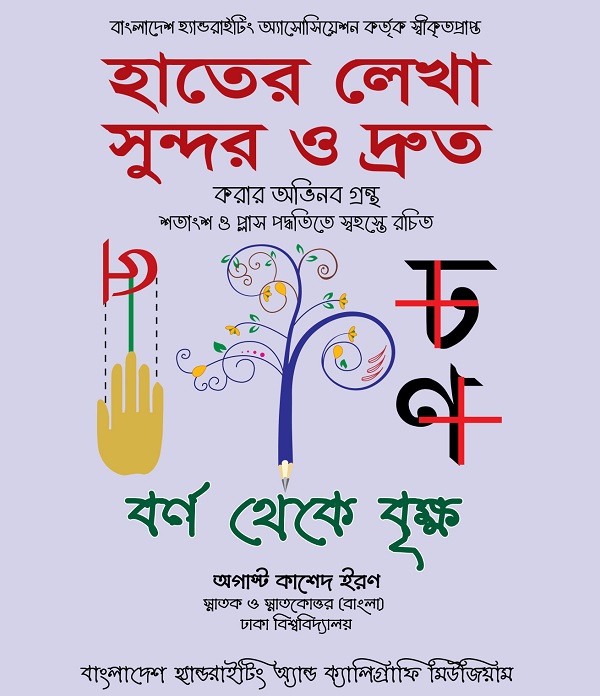 বাংলাদেশ হ্যান্ডরাইটিং অ্যাসোসিয়েশন কর্তৃক স্বীকৃতপ্রাপ্ত
হাতের লেখা
সুন্দর ও দ্রুত
করার অভিনব গ্রন্থ
শতাংশ ও প্লাস পদ্ধতিতে স্বহস্তে রচিত
ঢ
ণ
বর্ণ থেকে বৃক্ষ
অগাস্ট কাশেদ ইরণ
স্নাতক ও স্নাতকোত্তর (বাংলা)
ঢাকা বিশ্ববিদ্যালয়
বাংলাদেশ হ্যান্ডরাইটিং অ্যান্ড ক্যালিগ্রাফি মিউজিয়াম